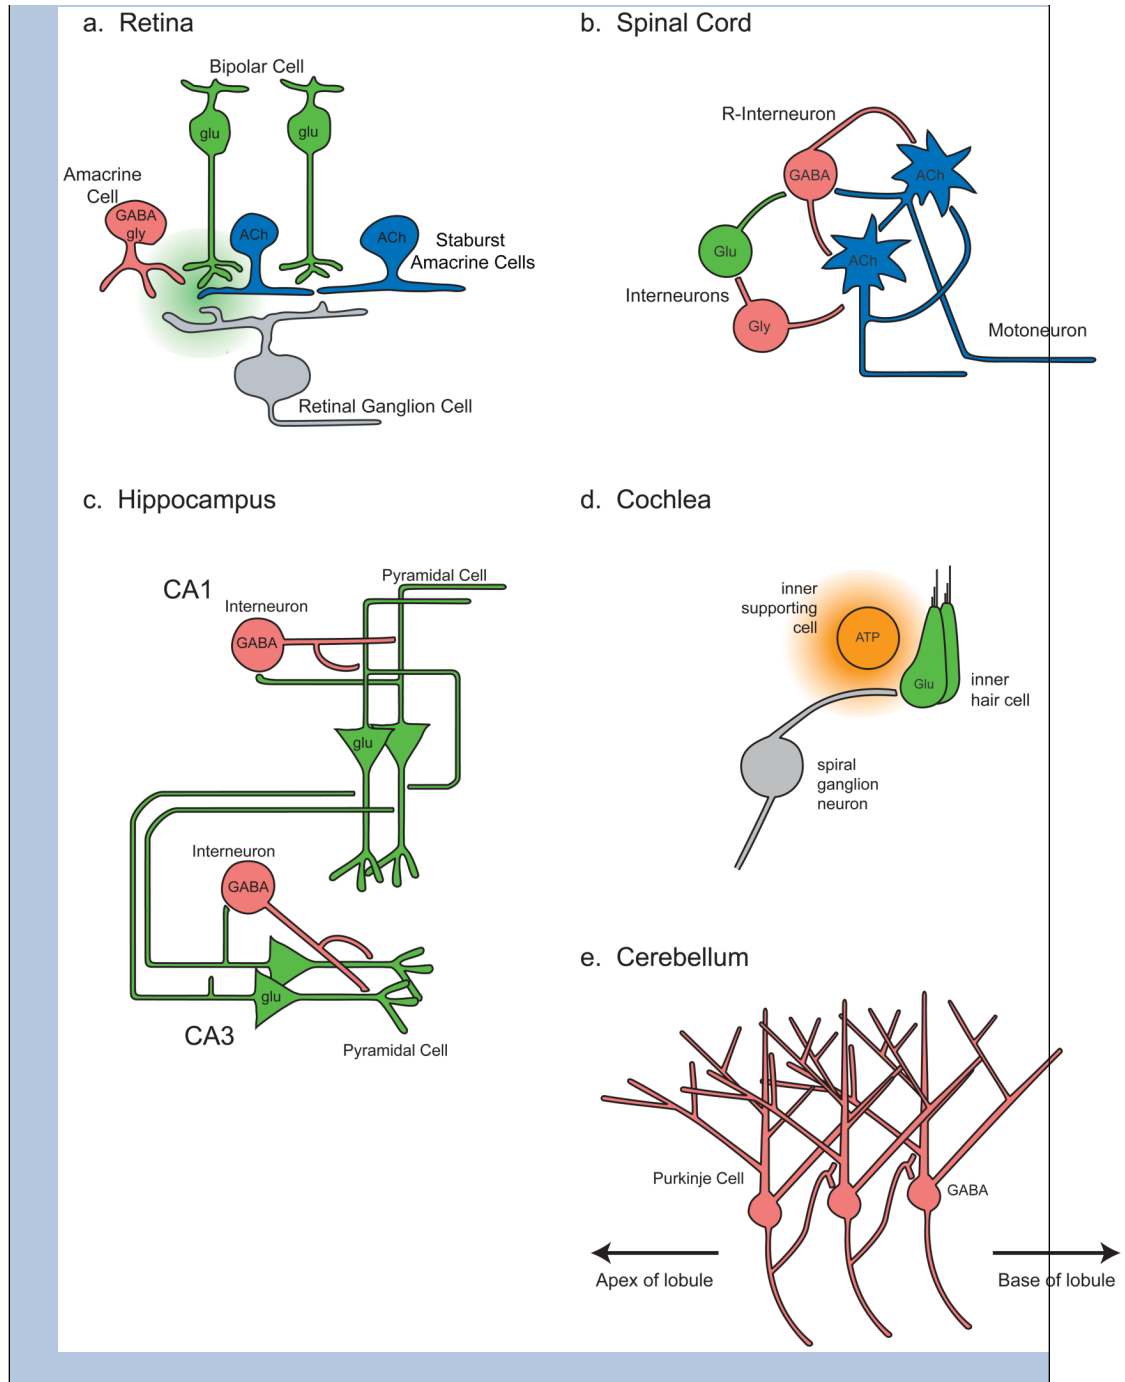 a. Retina
Bipolar Cell
glu
glu
Amacrine
Cell
GABA
gly
ACh
ACh
Staburst
Amacrine Cells
Retinal Ganglion Cell
b. Spinal Cord
R-Interneuron
GABA
ACh
Glu
ACh
Interneurons
Gly
Motoneuron
c. Hippocampus
CA1
Pyramidal Cell
Interneuron
GABA
glu
Interneuron
GABA
glu
CA3
Pyramidal Cell
d. Cochlea
inner
supporting
cell
ATP
Glu
inner
hair cell
spiral
ganglion
neuron
e. Cerebellum
Purkinje Cell
GABA
Apex of lobule
Base of lobule